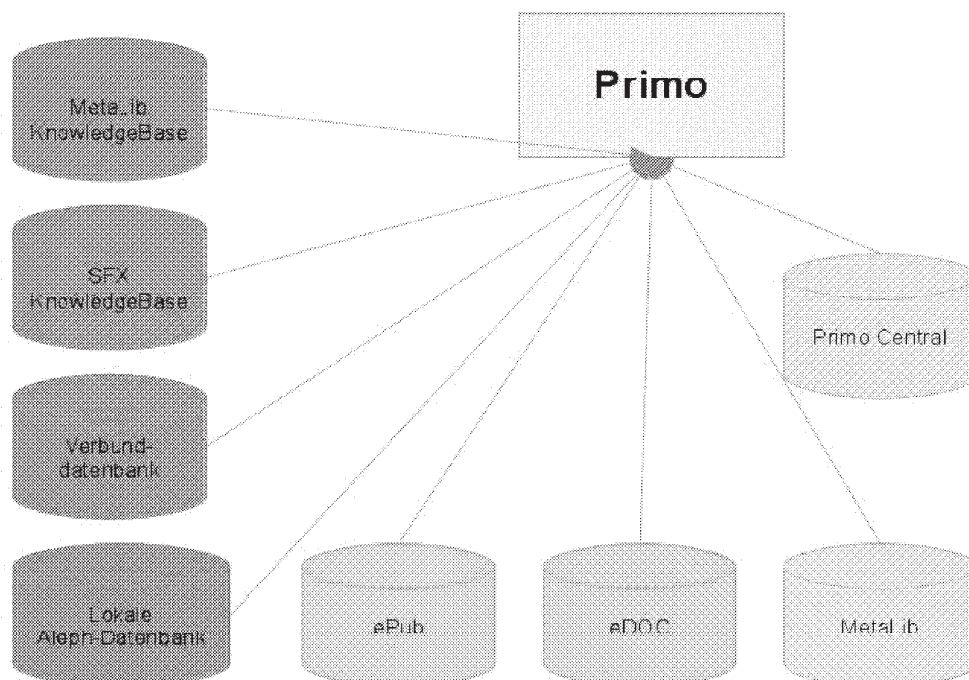 Primo
MetaLib
KnowledgeBase
SFX
KnowledgeBase
Primo Central
Verbund-
datenbank
Lokale
Aleph-Datenbank
ePub
eDOC
MetaLib